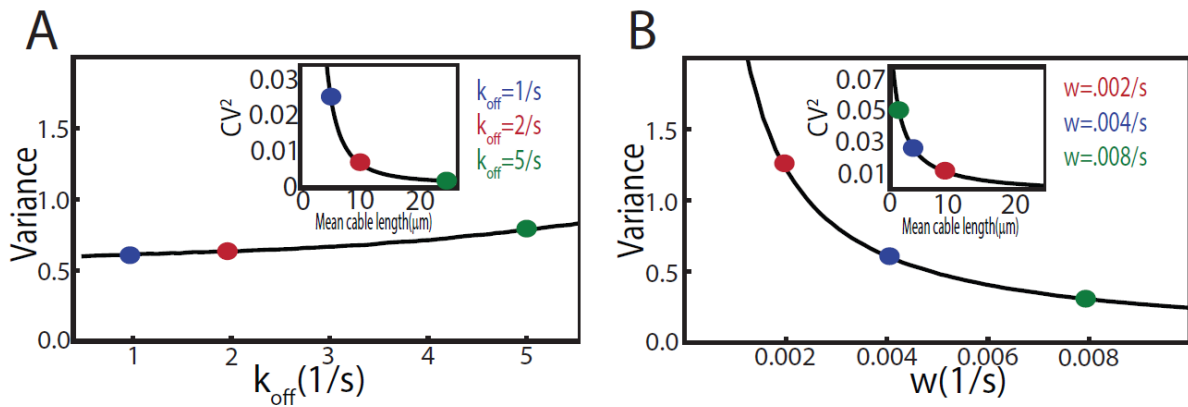 A
Variance
1.5
1.0
0.5
0.0
1
2
3
4
5
k_off(1/s)
CV²
0.03
0.02
0.01
0
0
10
20
Mean cable length(μm)
k_off=1/s
k_off=2/s
k_off=5/s
B
Variance
1.5
1.0
0.5
0.0
0.002
0.004
0.006
0.008
w(1/s)
CV²
0.07
0.05
0.03
0.01
0
10
20
Mean cable length(μm)
w=.002/s
w=.004/s
w=.008/s